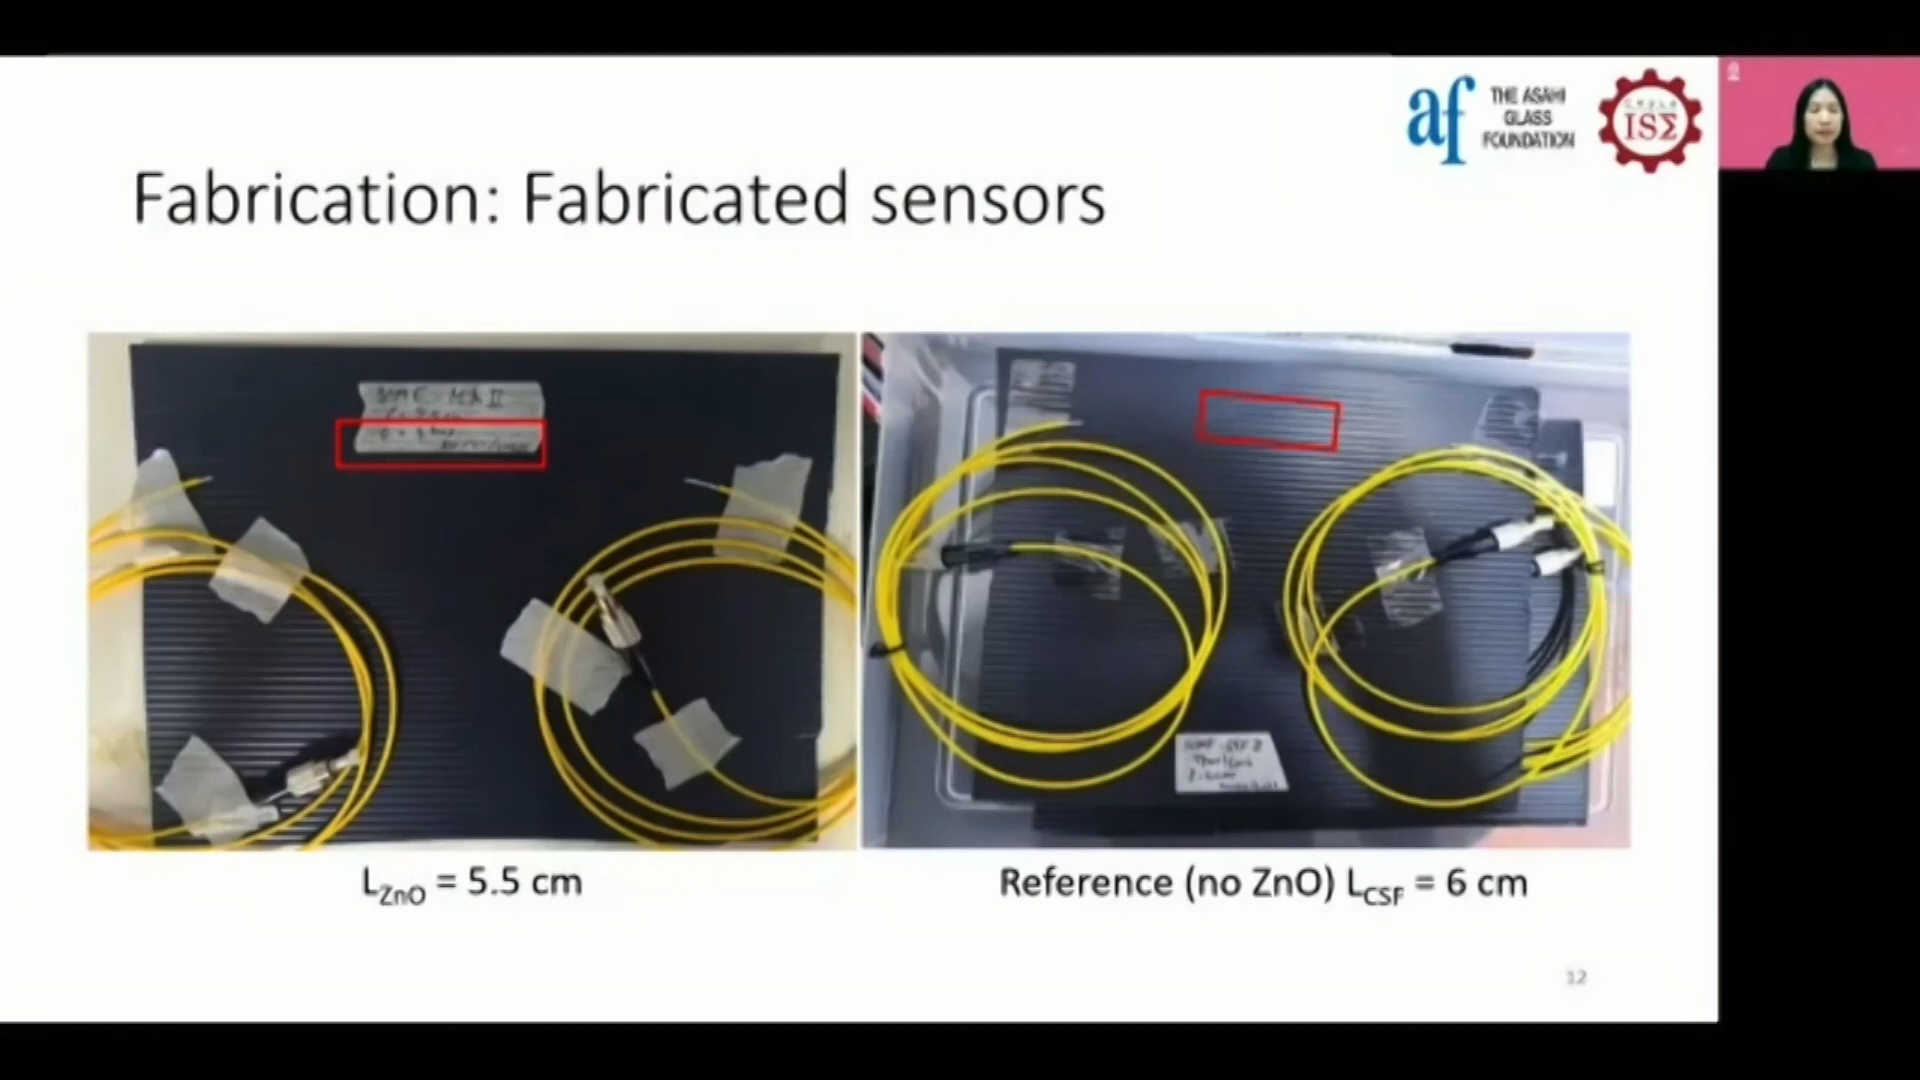 af
THE ASAHI
GLASS
FOUNDATION
ISΣ
Fabrication: Fabricated sensors
L_ZnO = 5.5 cm
Reference (no ZnO) L_CSF = 6 cm
12